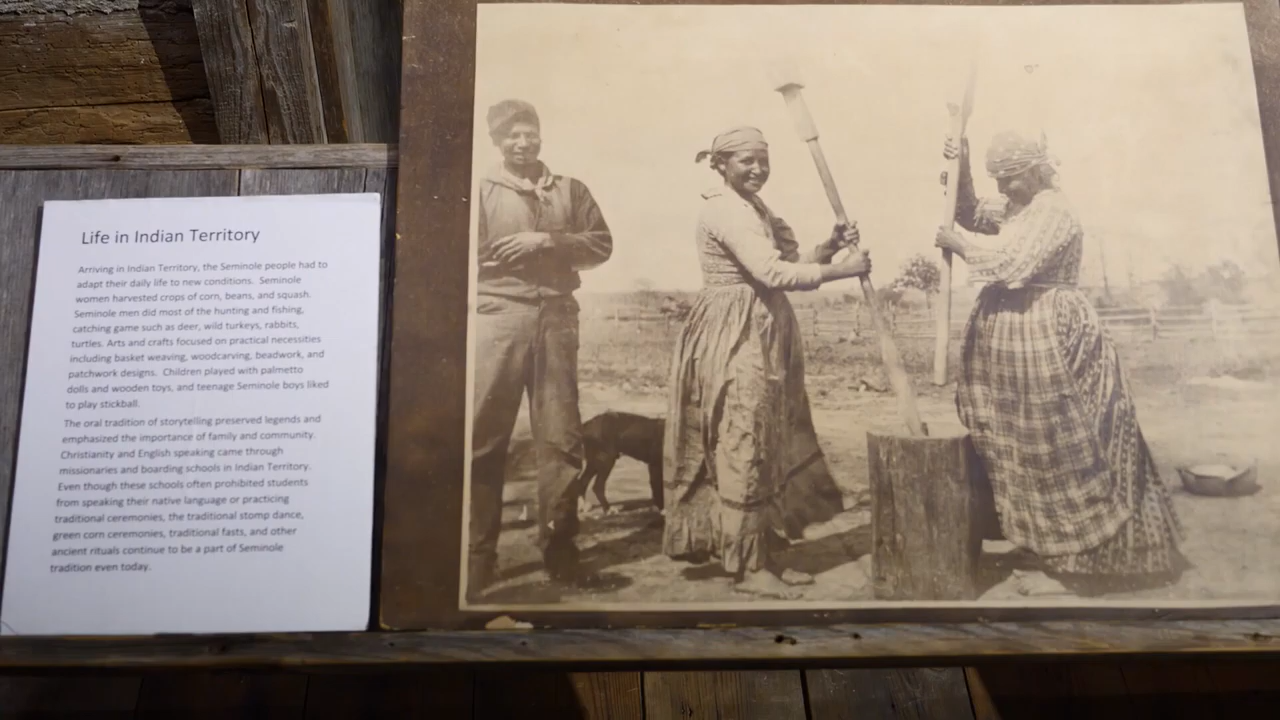 Life in Indian Territory
Arriving in Indian Territory, the Seminole people had to
adapt their daily life to new conditions. Seminole
women harvested crops of corn, beans, and squash.
Seminole men did most of the hunting and fishing,
catching game such as deer, wild turkeys, rabbits,
turtles. Arts and crafts focused on practical necessities
including basket weaving, woodcarving, beadwork, and
patchwork designs. Children played with palmetto
dolls and wooden toys, and teenage Seminole boys liked
to play stickball.
The oral tradition of storytelling preserved legends and
emphasized the importance of family and community.
Christianity and English speaking came through
missionaries and boarding schools in Indian Territory.
Even though these schools often prohibited students
from speaking their native language or practicing
traditional ceremonies, the traditional stomp dance,
green corn ceremonies, traditional fasts, and other
ancient rituals continue to be a part of Seminole
tradition even today.